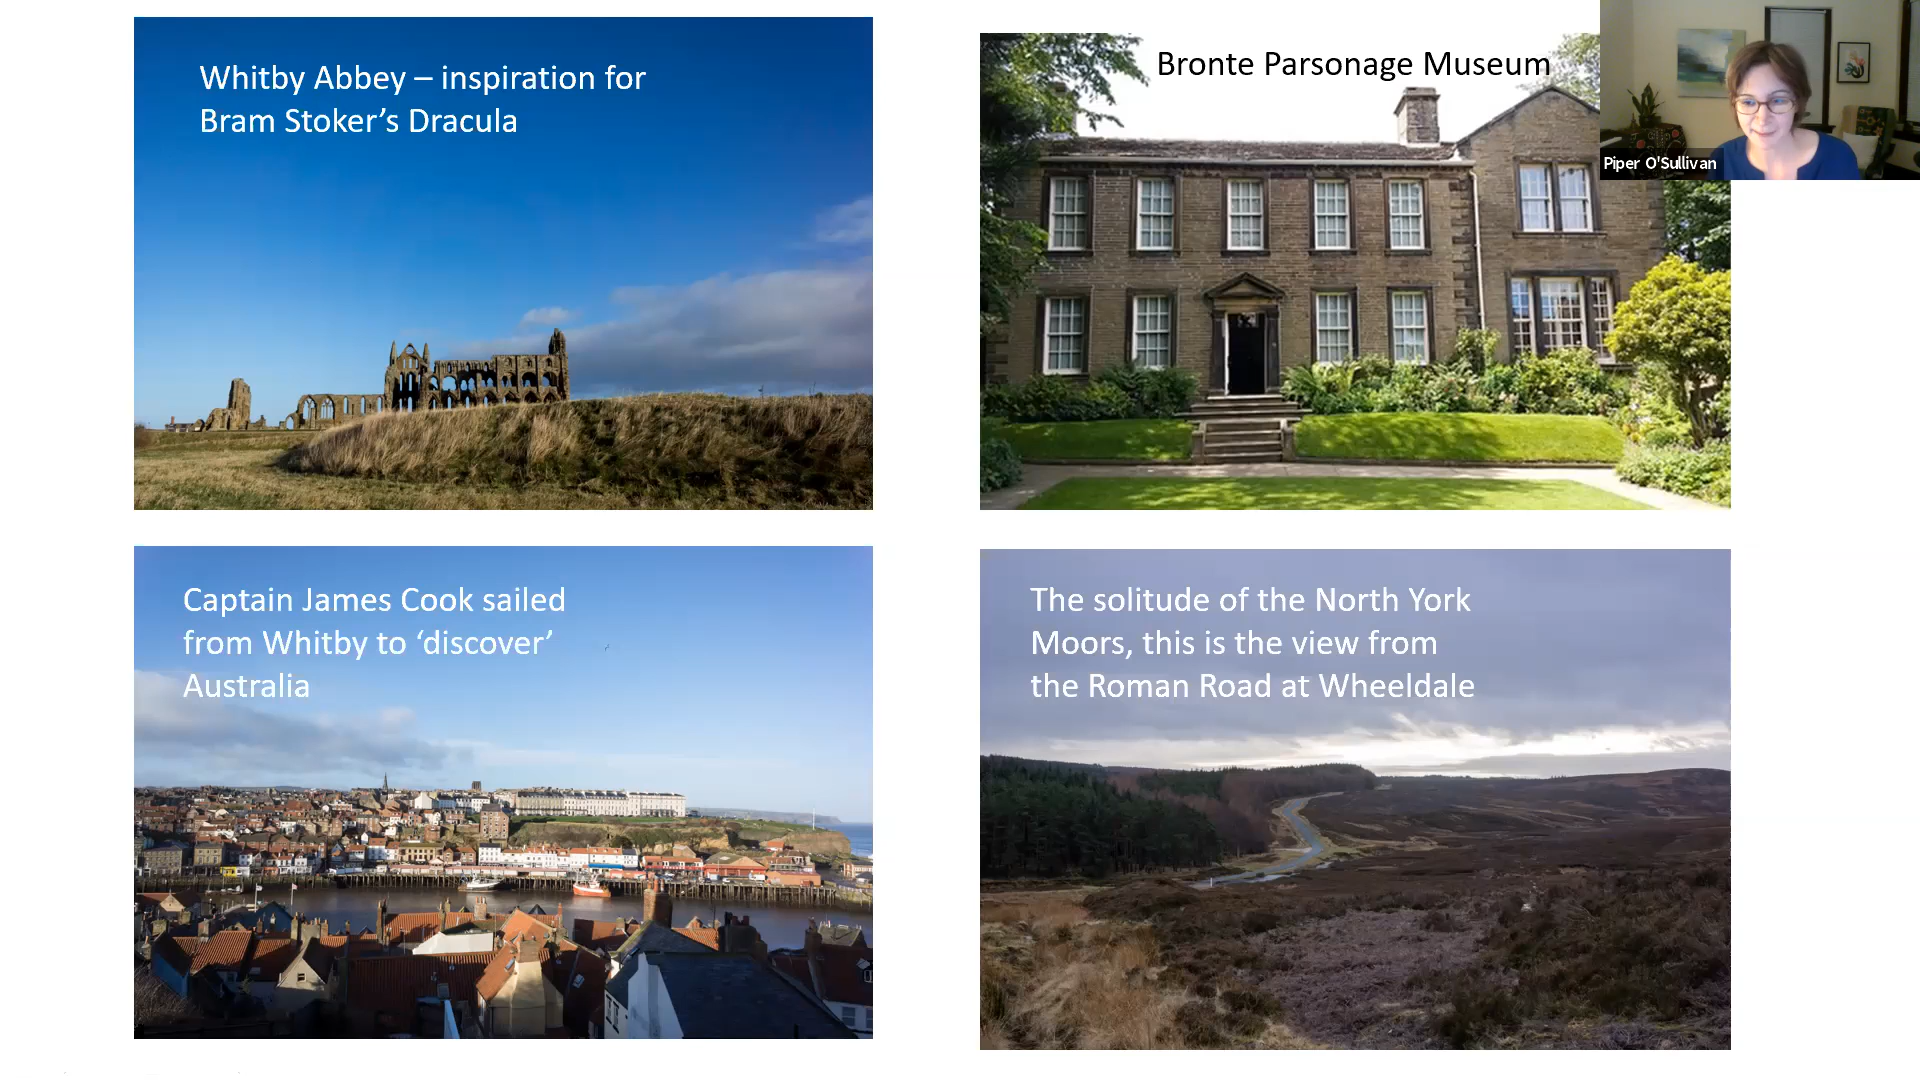 Whitby Abbey – inspiration for
Bram Stoker’s Dracula
Bronte Parsonage Museum
Piper O'Sullivan
Captain James Cook sailed
from Whitby to ‘discover’
Australia
The solitude of the North York
Moors, this is the view from
the Roman Road at Wheeldale